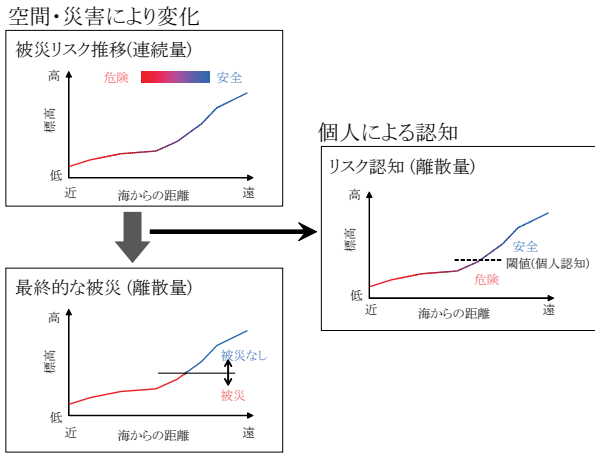 空間・災害により変化
被災リスク推移(連続量)
高
危険
安全
標高
低
近
海からの距離
遠
個人による認知
リスク認知 (離散量)
高
標高
安全
閾値(個人認知)
危険
低
近
海からの距離
遠
最終的な被災 (離散量)
高
標高
被災なし
被災
低
近
海からの距離
遠